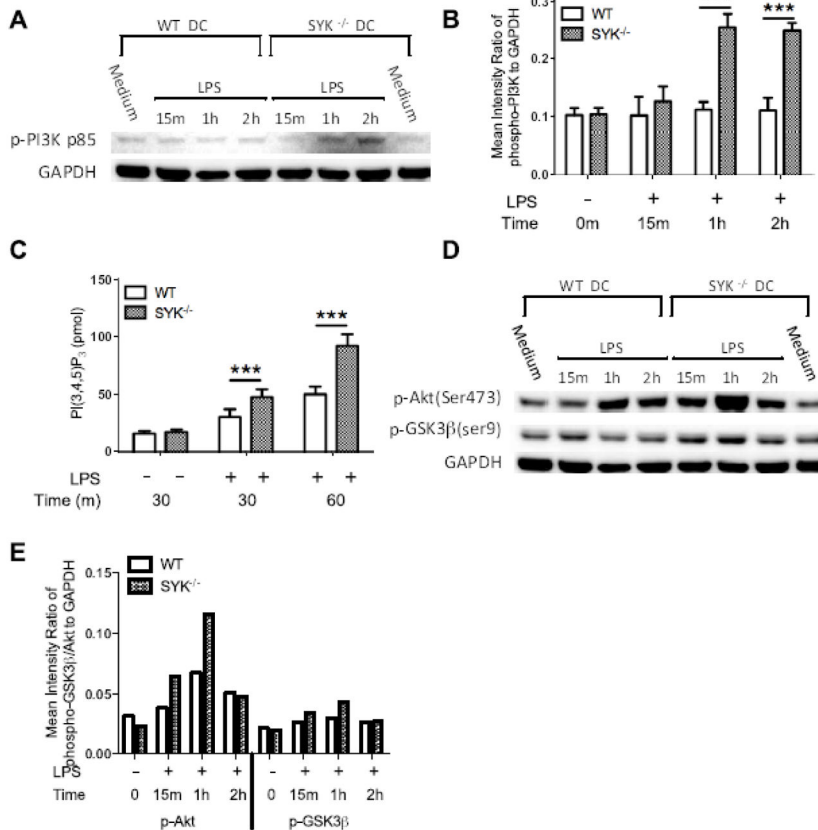 A
WT DC
SYK -/- DC
Medium
LPS
LPS
Medium
15m 1h 2h 15m 1h 2h
p-PI3K p85
GAPDH
B
Mean Intensity Ratio of
phospho-PI3K to GAPDH
0.3
0.1
0.0
WT
SYK-/-
***
LPS - + + +
Time 0m 15m 1h 2h
C
PI(3,4,5)P3 (pmol)
150
100
50
0
WT
SYK-/-
***
***
LPS - - + + + +
Time (m) 30 30 60
D
WT DC
SYK -/- DC
Medium
LPS
LPS
Medium
15m 1h 2h 15m 1h 2h
p-Akt(Ser473)
p-GSK3β(ser9)
GAPDH
E
Mean Intensity Ratio of
phospho-GSK3β/Akt to GAPDH
0.15
0.10
0.05
0.00
WT
SYK-/-
LPS - + + + - + + +
Time 0 15m 1h 2h 0 15m 1h 2h
p-Akt p-GSK3β